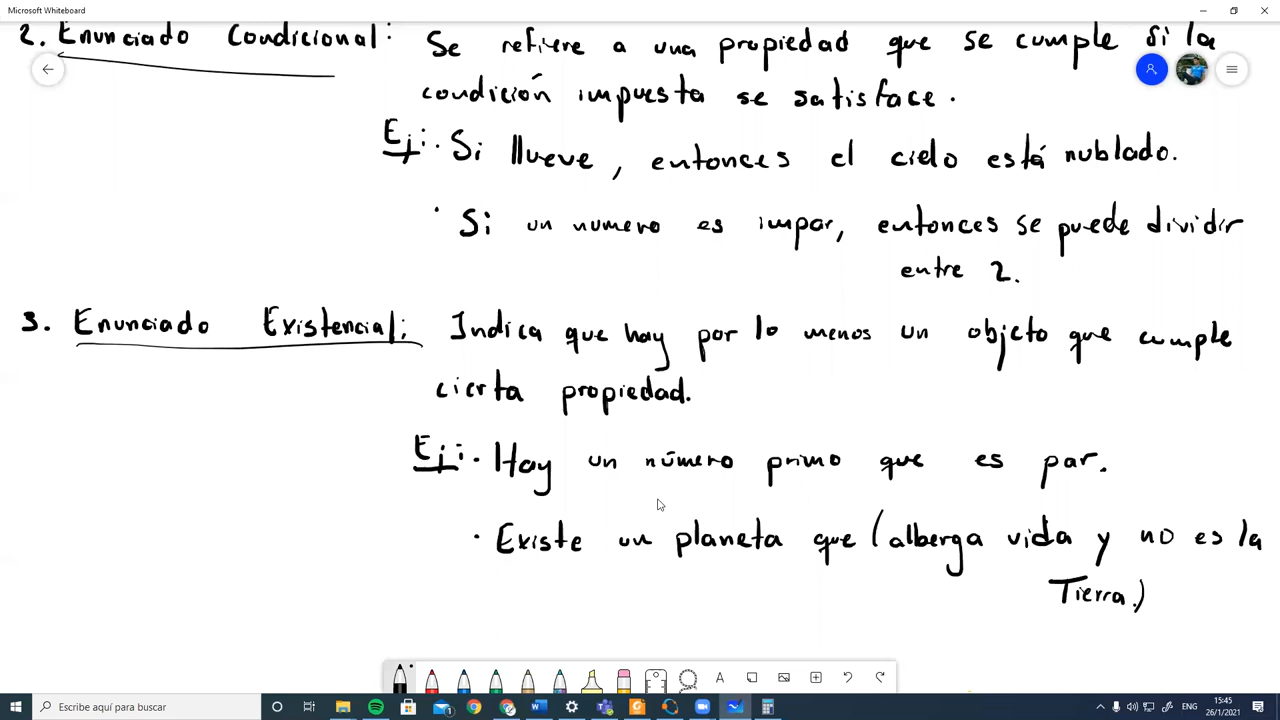 Microsoft Whiteboard
2. Enunciado Condicional: Se refiere a una propiedad que se cumple si la
condición impuesta se satisface.
Ej: · Si llueve, entonces el cielo está nublado.
· Si un numero es impar, entonces se puede dividir
entre 2.
3. Enunciado Existencial: Indica que hay por lo menos un objeto que cumple
cierta propiedad.
Ej: · Hay un número primo que es par.
· Existe un planeta que (alberga vida y no es la
Tierra.)
Escribe aquí para buscar
15:45
26/1/2021